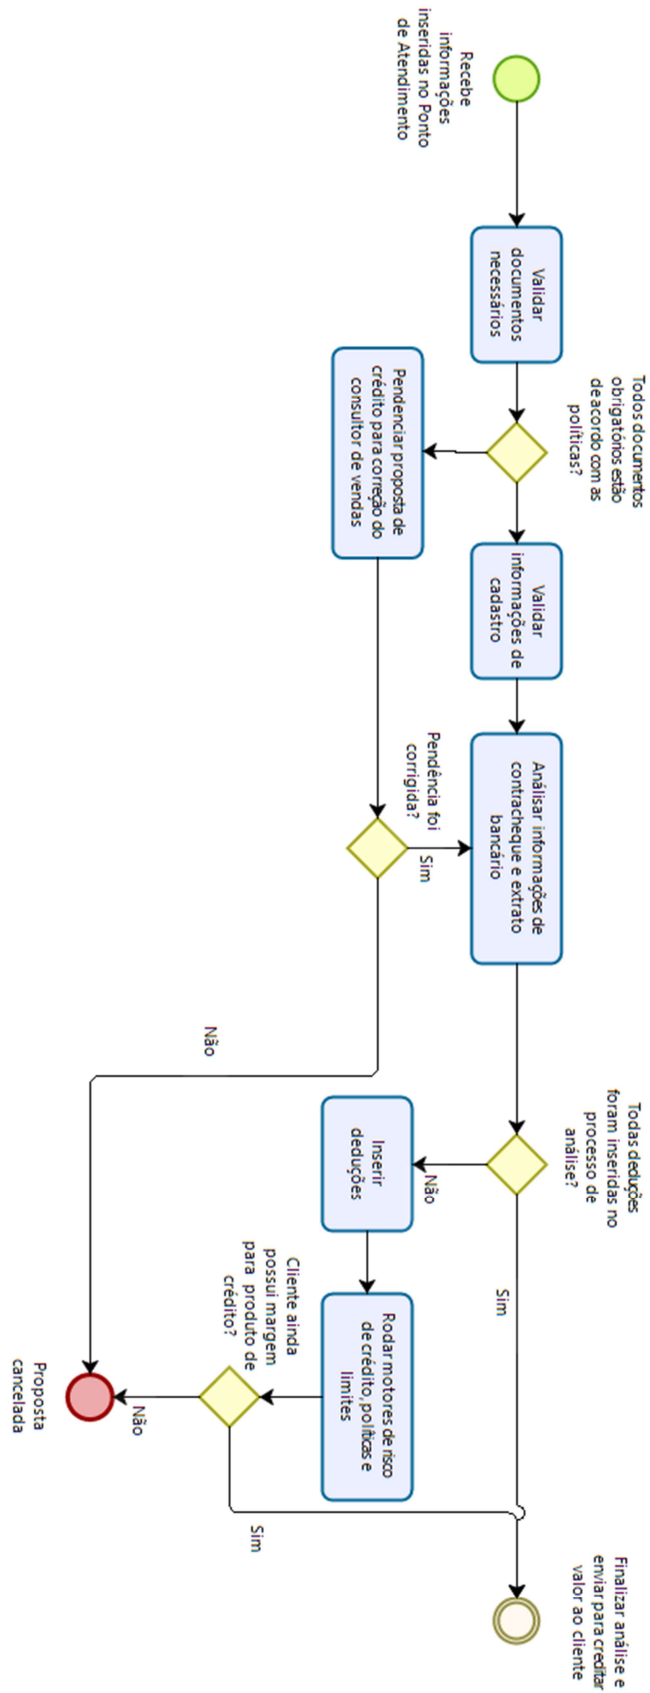 Recebe
informações
inseridas no Ponto
de Atendimento
Validar
documentos
necessários
Todos documentos
obrigatórios estão
de acordo com as
políticas?
Pendenciar proposta de
crédito para correção do
consultor de vendas
Validar
informações de
cadastro
Pendência foi
corrigida?
Sim
Análisar informações de
contracheque e extrato
bancário
Não
Todas deduções
foram inseridas no
processo de
análise?
Não
Sim
Inserir
deduções
Rodar motores de risco
de crédito, políticas e
limites
Cliente ainda
possui margem
para produto de
crédito?
Não
Sim
Proposta
cancelada
Finalizar análise e
enviar para creditar
valor ao cliente